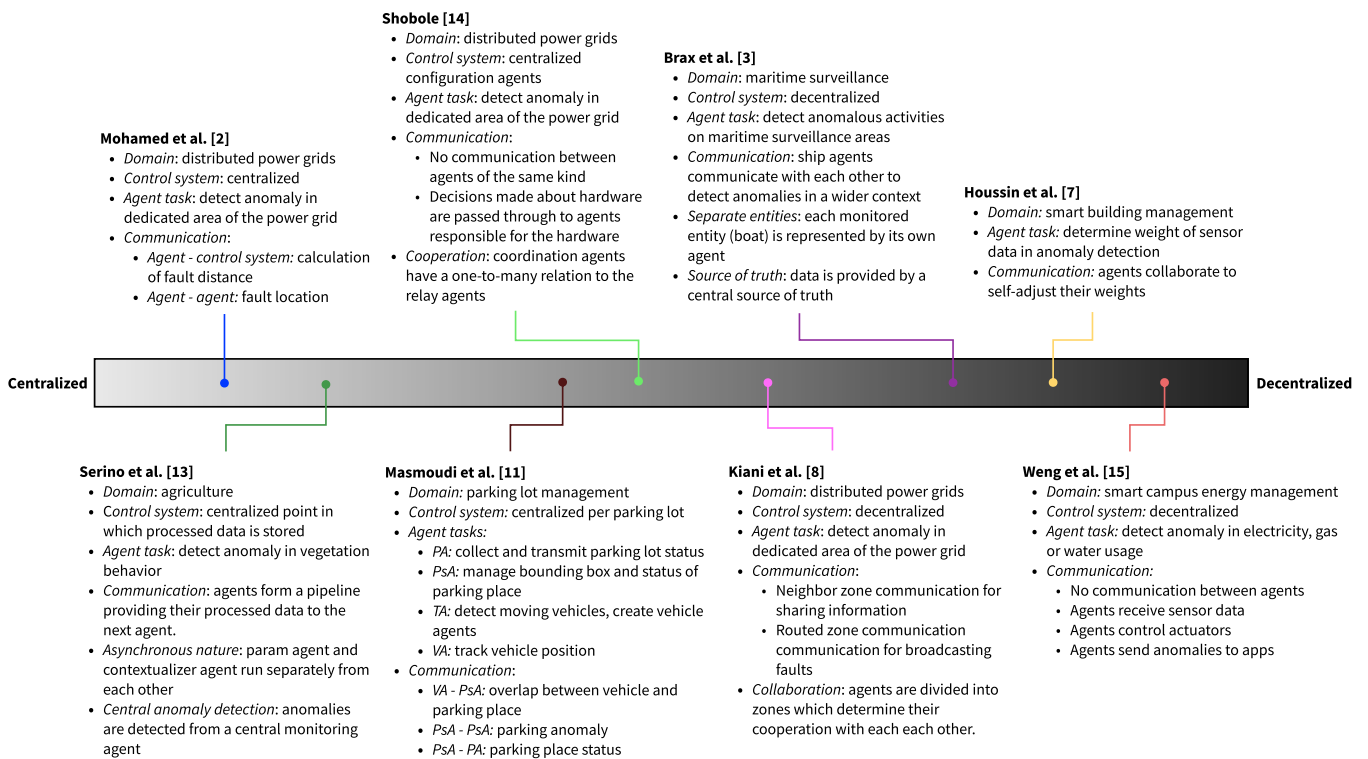 Shobole [14]
• Domain: distributed power grids
• Control system: centralized
configuration agents
• Agent task: detect anomaly in
dedicated area of the power grid
• Communication:
• No communication between
agents of the same kind
• Decisions made about hardware
are passed through to agents
responsible for the hardware
• Cooperation: coordination agents
have a one-to-many relation to the
relay agents
Brax et al. [3]
• Domain: maritime surveillance
• Control system: decentralized
• Agent task: detect anomalous activities
on maritime surveillance areas
• Communication: ship agents
communicate with each other to
detect anomalies in a wider context
• Separate entities: each monitored
entity (boat) is represented by its own
agent
• Source of truth: data is provided by a
central source of truth
Mohamed et al. [2]
• Domain: distributed power grids
• Control system: centralized
• Agent task: detect anomaly in
dedicated area of the power grid
• Communication:
• Agent - control system: calculation
of fault distance
• Agent - agent: fault location
Houssin et al. [7]
• Domain: smart building management
• Agent task: determine weight of sensor
data in anomaly detection
• Communication: agents collaborate to
self-adjust their weights
Centralized
Decentralized
Serino et al. [13]
• Domain: agriculture
• Control system: centralized point in
which processed data is stored
• Agent task: detect anomaly in vegetation
behavior
• Communication: agents form a pipeline
providing their processed data to the
next agent.
• Asynchronous nature: param agent and
contextualizer agent run separately from
each other
• Central anomaly detection: anomalies
are detected from a central monitoring
agent
Masmoudi et al. [11]
• Domain: parking lot management
• Control system: centralized per parking lot
• Agent tasks:
• PA: collect and transmit parking lot status
• PsA: manage bounding box and status of
parking place
• TA: detect moving vehicles, create vehicle
agents
• VA: track vehicle position
• Communication:
• VA - PsA: overlap between vehicle and
parking place
• PsA - PsA: parking anomaly
• PsA - PA: parking place status
Kiani et al. [8]
• Domain: distributed power grids
• Control system: decentralized
• Agent task: detect anomaly in
dedicated area of the power grid
• Communication:
• Neighbor zone communication for
sharing information
• Routed zone communication
communication for broadcasting
faults
• Collaboration: agents are divided into
zones which determine their
cooperation with each each other.
Weng et al. [15]
• Domain: smart campus energy management
• Control system: decentralized
• Agent task: detect anomaly in electricity, gas
or water usage
• Communication:
• No communication between agents
• Agents receive sensor data
• Agents control actuators
• Agents send anomalies to apps